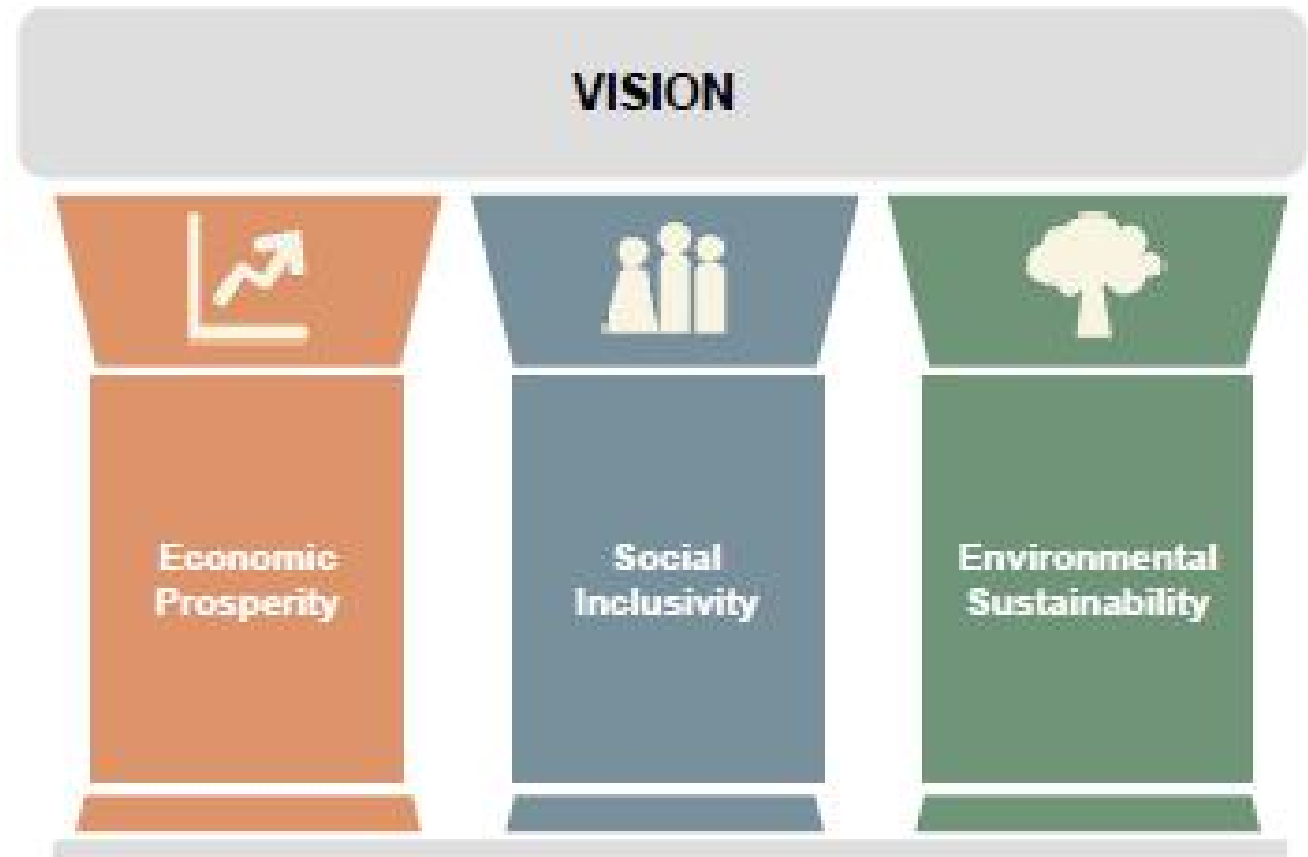 VISION
Economic
Prosperity
Social
Inclusivity
Environmental
Sustainability